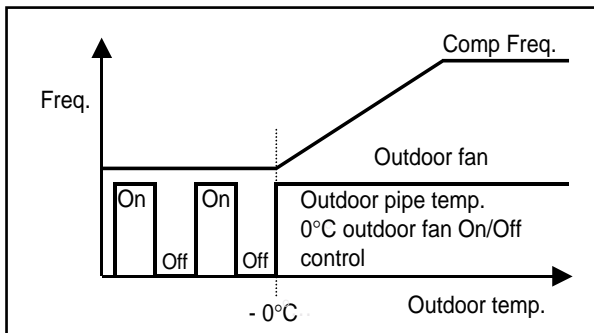 Comp Freq.
Freq.
Outdoor fan
On
Off
On
Off
Outdoor pipe temp.
0°C outdoor fan On/Off
control
- 0°C
Outdoor temp.